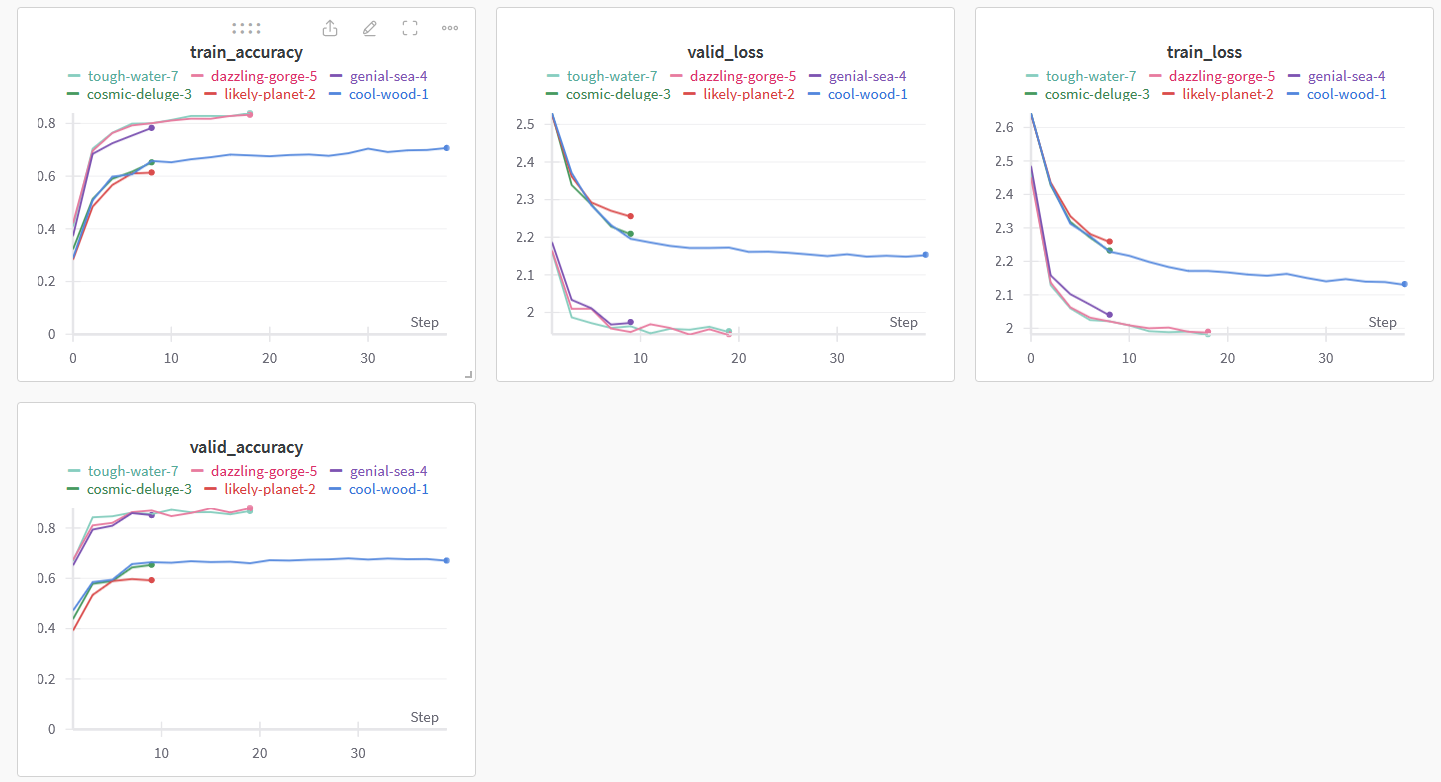 train_accuracy
tough-water-7 dazzling-gorge-5 genial-sea-4
cosmic-deluge-3 likely-planet-2 cool-wood-1
0.8
0.6
0.4
0.2
0
Step
0 10 20 30
valid_loss
tough-water-7 dazzling-gorge-5 genial-sea-4
cosmic-deluge-3 likely-planet-2 cool-wood-1
2.5
2.4
2.3
2.2
2.1
2
Step
10 20 30
train_loss
tough-water-7 dazzling-gorge-5 genial-sea-4
cosmic-deluge-3 likely-planet-2 cool-wood-1
2.6
2.5
2.4
2.3
2.2
2.1
2
Step
0 10 20 30
valid_accuracy
tough-water-7 dazzling-gorge-5 genial-sea-4
cosmic-deluge-3 likely-planet-2 cool-wood-1
0.8
0.6
0.4
0.2
0
Step
10 20 30